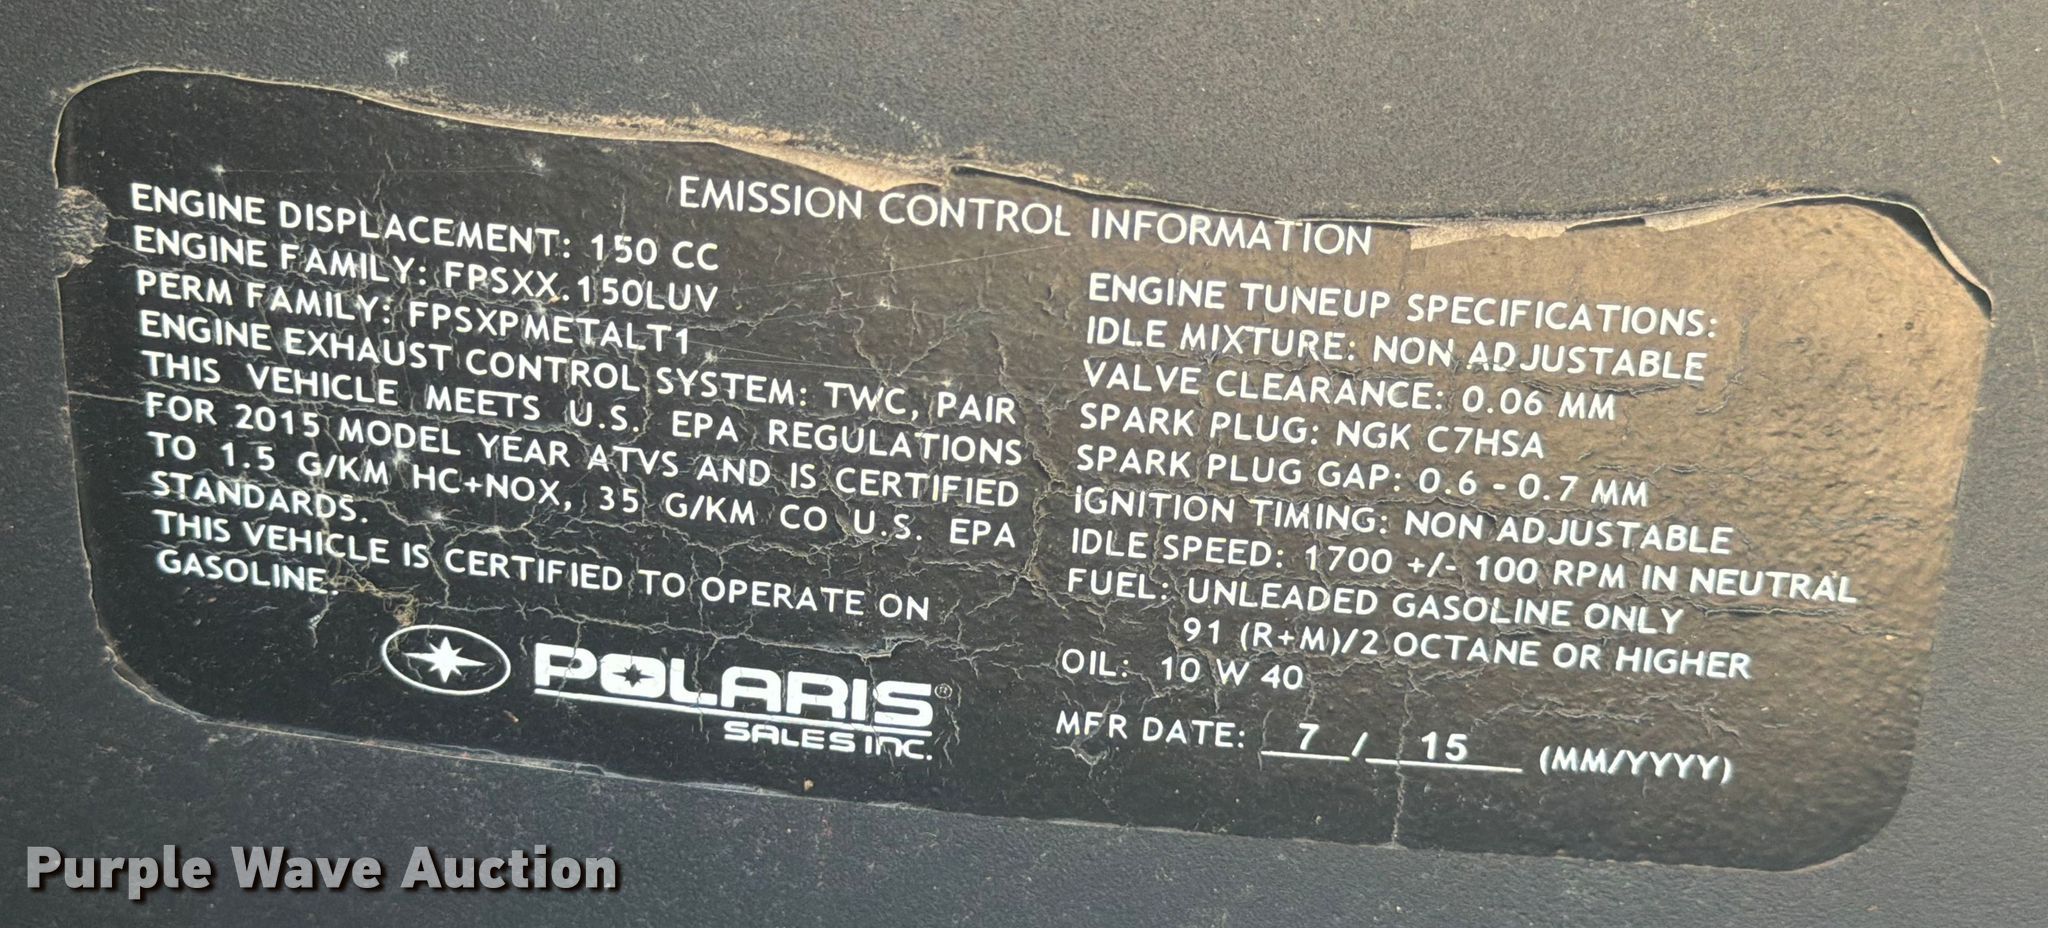 EMISSION CONTROL INFORMATION
ENGINE DISPLACEMENT: 150 CC
ENGINE FAMILY: FPSXX.150LUV
PERM FAMILY: FPSXPMETALT1
ENGINE EXHAUST CONTROL SYSTEM: TWC, PAIR
THIS VEHICLE MEETS U.S. EPA REGULATIONS
FOR 2015 MODEL YEAR ATVS AND IS CERTIFIED
TO 1.5 G/KM HC+NOX, 35 G/KM CO U.S. EPA
STANDARDS.
THIS VEHICLE IS CERTIFIED TO OPERATE ON
GASOLINE.
POLARIS®
SALES INC.
ENGINE TUNEUP SPECIFICATIONS:
IDLE MIXTURE: NON ADJUSTABLE
VALVE CLEARANCE: 0.06 MM
SPARK PLUG: NGK C7HSA
SPARK PLUG GAP: 0.6 - 0.7 MM
IGNITION TIMING: NON ADJUSTABLE
IDLE SPEED: 1700 +/- 100 RPM IN NEUTRAL
FUEL: UNLEADED GASOLINE ONLY
91 (R+M)/2 OCTANE OR HIGHER
OIL: 10 W 40
MFR DATE: 7 / 15 (MM/YYYY)
Purple Wave Auction